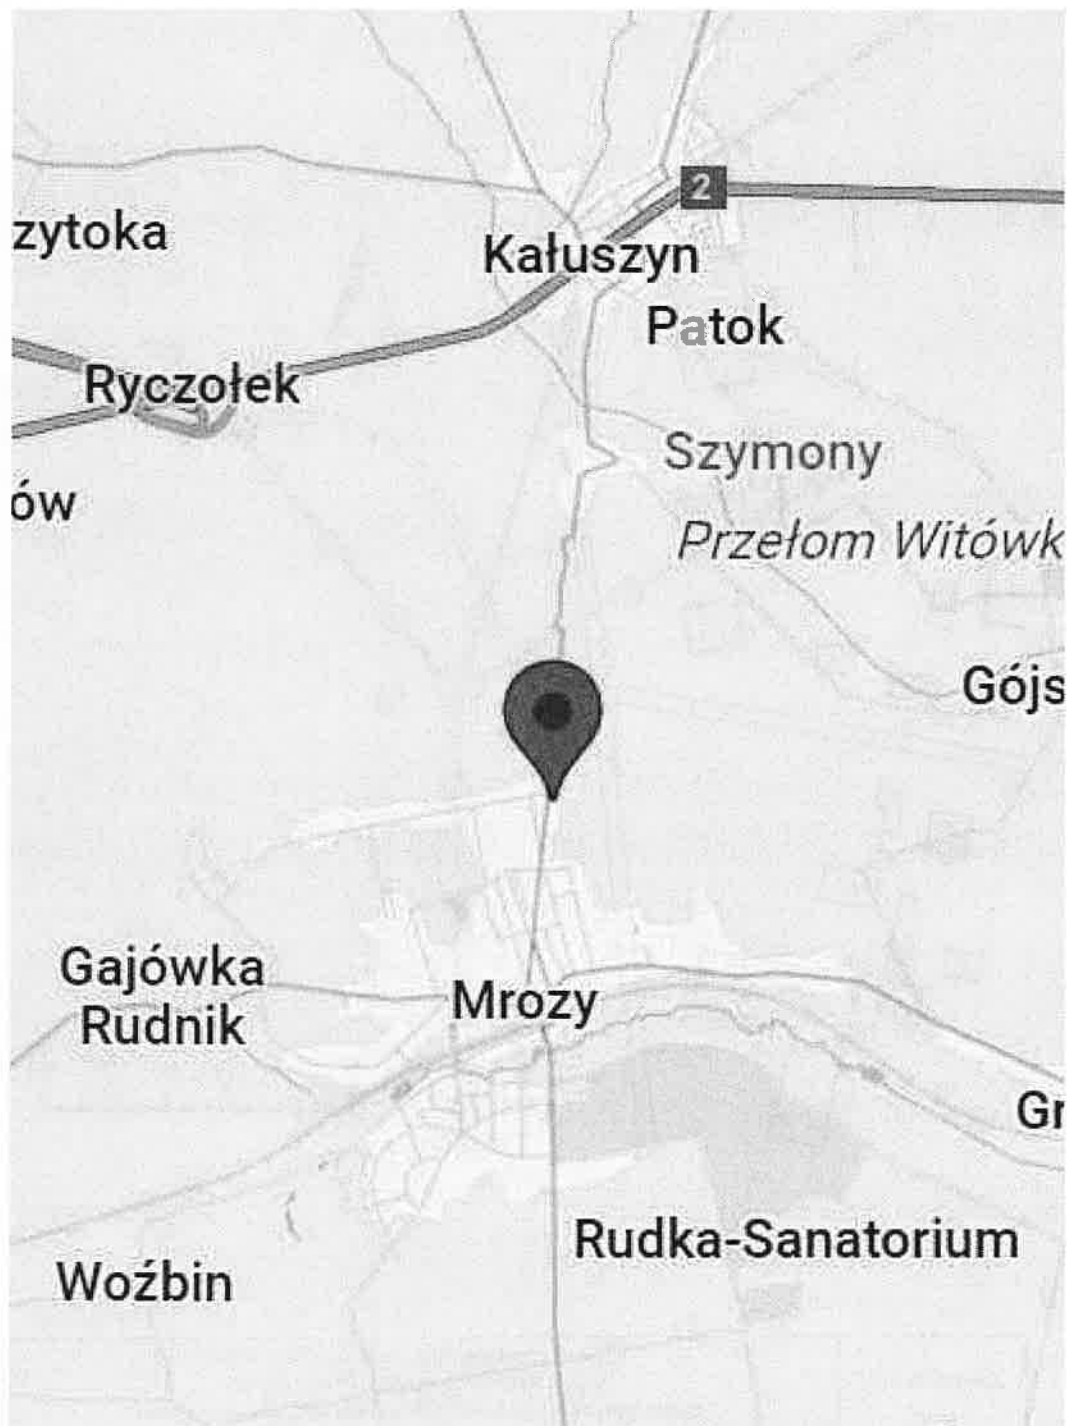 2
zytoka
Kałuszyn
Patok
Ryczołek
Szymony
ów
Przełom Witówk
Gójs
Gajówka
Rudnik
Mrozy
Gr
Rudka-Sanatorium
Woźbin